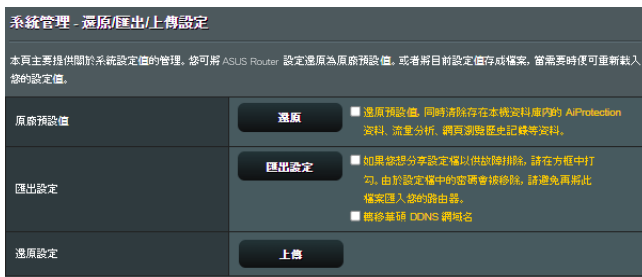 系統管理 - 還原/匯出/上傳設定
本頁主要提供關於系統設定值的管理。您可將 ASUS Router 設定還原為原廠預設值。或者將目前設定值存成檔案，當需要時便可重新載入
您的設定值。
原廠預設值
還原
還原預設值，同時清除存在本機資料庫內的 AiProtection
資料、流量分析、網頁瀏覽歷史記錄等資料。
匯出設定
匯出設定
如果您想分享設定檔以供故障排除，請在方框中打
勾。由於設定檔中的密碼會被移除，請避免再將此
檔案匯入您的路由器。
轉移華碩 DDNS 網域名
還原設定
上傳